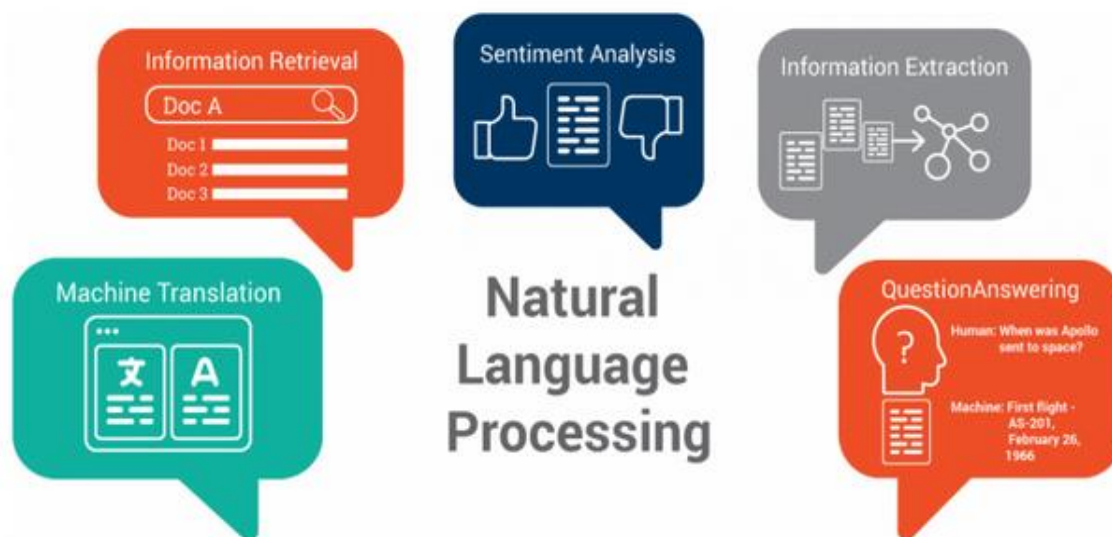 Information Retrieval
Doc A
Doc 1
Doc 2
Doc 3
Sentiment Analysis
Information Extraction
Machine Translation
文
A
Natural
Language
Processing
QuestionAnswering
?
Human: When was Apollo
sent to space?
Machine: First flight -
AS-201,
February 26,
1966